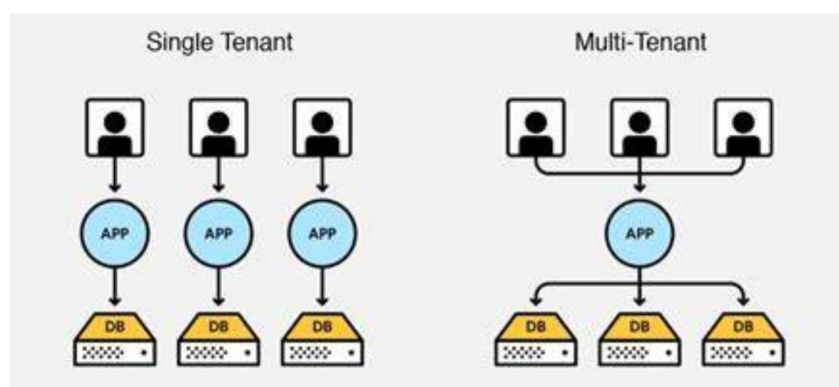 Single Tenant
Multi-Tenant
APP
APP
APP
APP
DB
DB
DB
DB
DB
DB